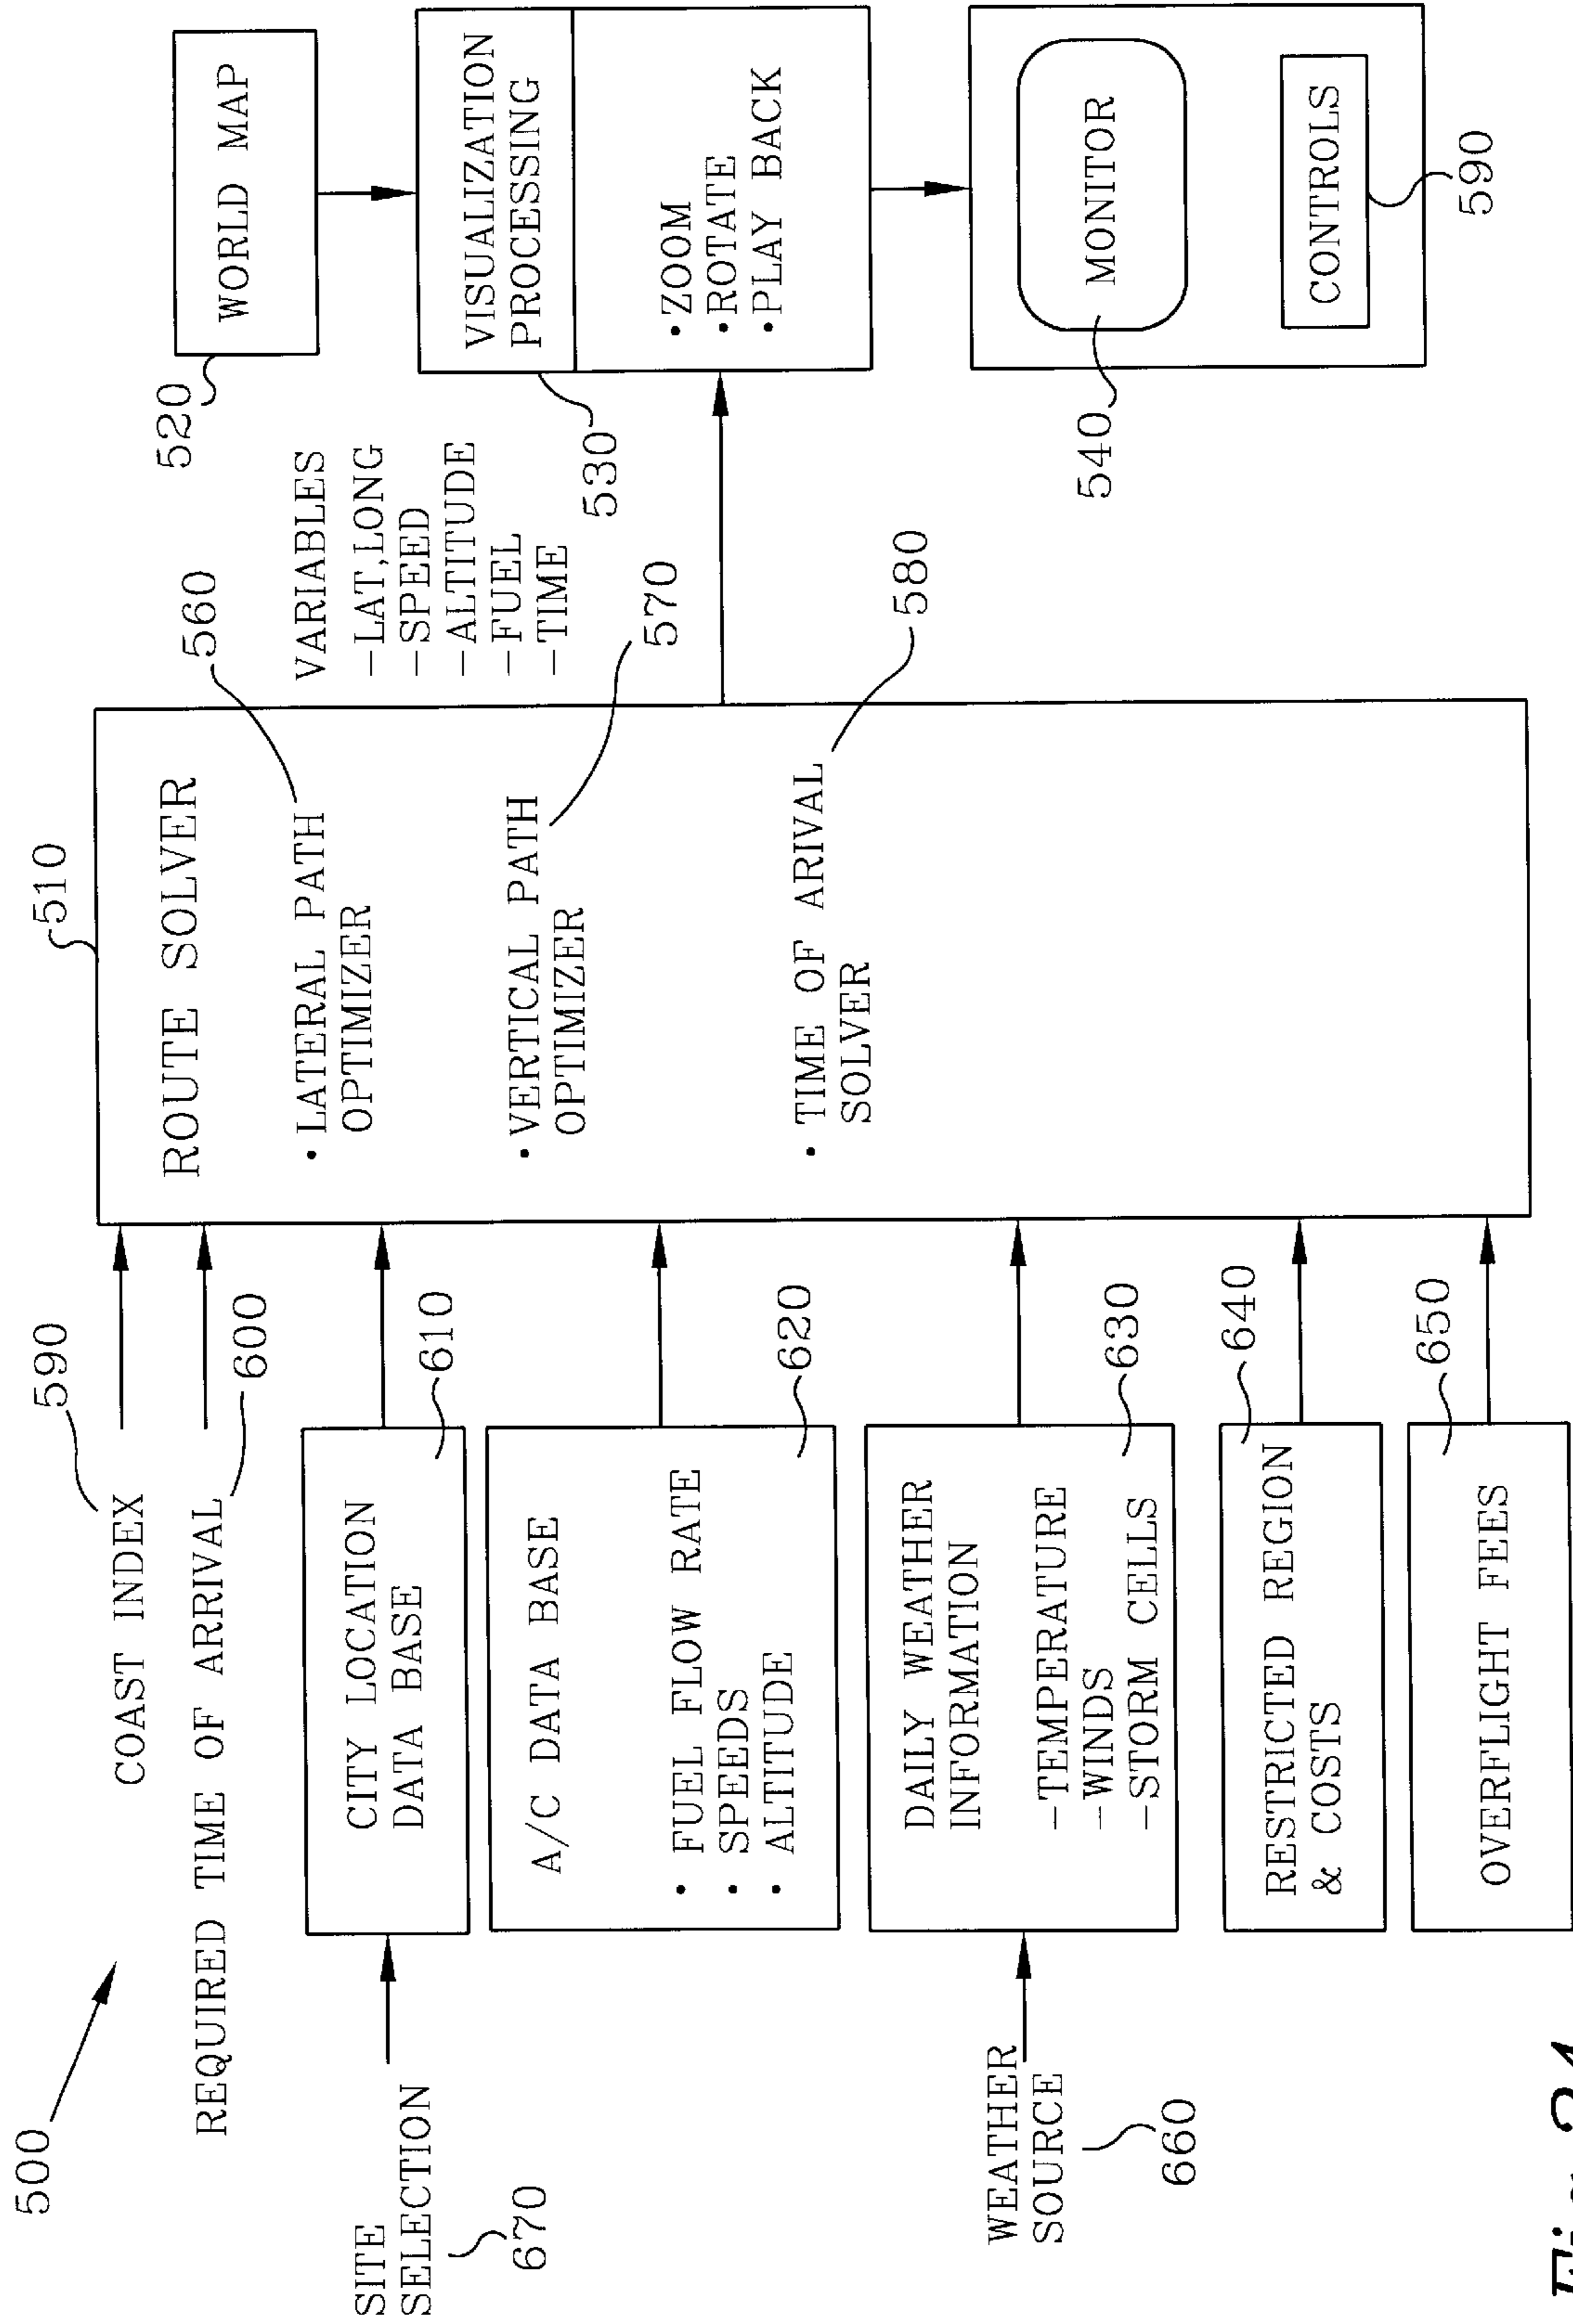 500
590
COAST INDEX
REQUIRED TIME OF ARRIVAL
600
SITE
SELECTION
670
CITY LOCATION
DATA BASE
610
A/C DATA BASE
• FUEL FLOW RATE
• SPEEDS
• ALTITUDE
620
WEATHER
SOURCE
660
DAILY WEATHER
INFORMATION
-TEMPERATURE
-WINDS
-STORM CELLS
630
RESTRICTED REGION
& COSTS
640
OVERFLIGHT FEES
650
510
ROUTE SOLVER
• LATERAL PATH
OPTIMIZER
560
• VERTICAL PATH
OPTIMIZER
570
• TIME OF ARIVAL
SOLVER
580
VARIABLES
-LAT,LONG
-SPEED
-ALTITUDE
-FUEL
-TIME
520
WORLD MAP
VISUALIZATION
PROCESSING
530
• ZOOM
• ROTATE
• PLAY BACK
MONITOR
540
CONTROLS
590